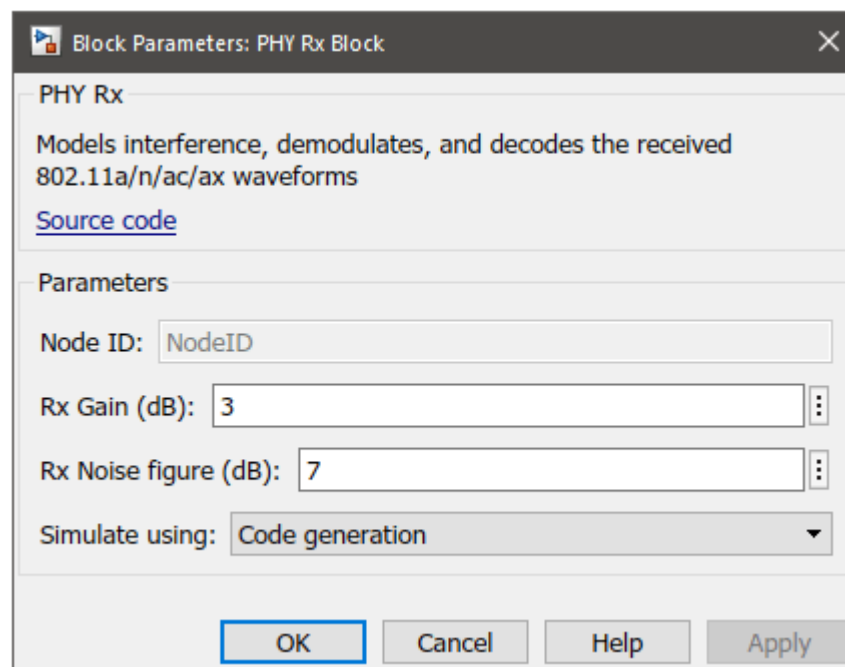 Block Parameters: PHY Rx Block
PHY Rx
Models interference, demodulates, and decodes the received
802.11a/n/ac/ax waveforms
Source code
Parameters
Node ID: NodeID
Rx Gain (dB): 3
Rx Noise figure (dB): 7
Simulate using: Code generation
OK Cancel Help Apply